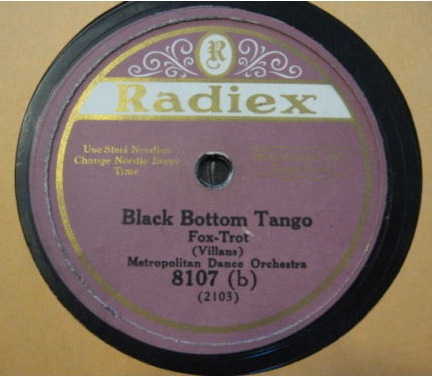 R
Radiex
Use Steel Needles
Change Needle Every
Time
Black Bottom Tango
Fox-Trot
(Villans)
Metropolitan Dance Orchestra
8107 (b)
(2103)